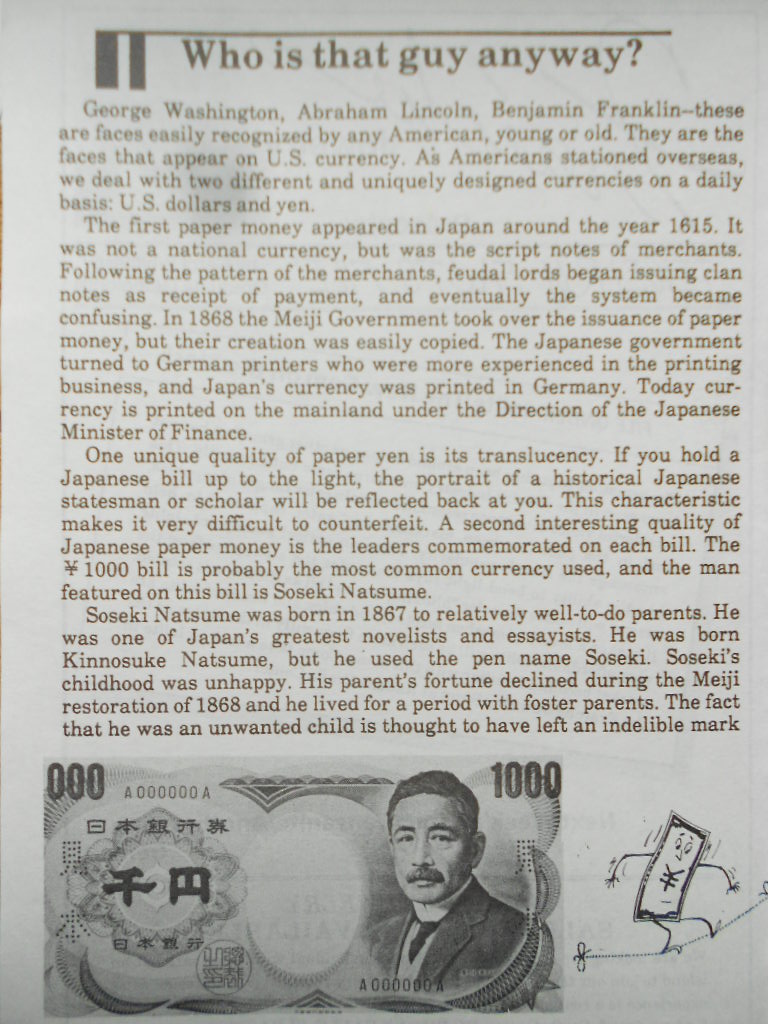 Who is that guy anyway?
George Washington, Abraham Lincoln, Benjamin Franklin—these
are faces easily recognized by any American, young or old. They are the
faces that appear on U.S. currency. As Americans stationed overseas,
we deal with two different and uniquely designed currencies on a daily
basis: U.S. dollars and yen.
The first paper money appeared in Japan around the year 1615. It
was not a national currency, but was the script notes of merchants.
Following the pattern of the merchants, feudal lords began issuing clan
notes as receipt of payment, and eventually the system became
confusing. In 1868 the Meiji Government took over the issuance of paper
money, but their creation was easily copied. The Japanese government
turned to German printers who were more experienced in the printing
business, and Japan's currency was printed in Germany. Today cur-
rency is printed on the mainland under the Direction of the Japanese
Minister of Finance.
One unique quality of paper yen is its translucency. If you hold a
Japanese bill up to the light, the portrait of a historical Japanese
statesman or scholar will be reflected back at you. This characteristic
makes it very difficult to counterfeit. A second interesting quality of
Japanese paper money is the leaders commemorated on each bill. The
¥1000 bill is probably the most common currency used, and the man
featured on this bill is Soseki Natsume.
Soseki Natsume was born in 1867 to relatively well-to-do parents. He
was one of Japan's greatest novelists and essayists. He was born
Kinnosuke Natsume, but he used the pen name Soseki. Soseki's
childhood was unhappy. His parent's fortune declined during the Meiji
restoration of 1868 and he lived for a period with foster parents. The fact
that he was an unwanted child is thought to have left an indelible mark
000 A000000A 1000
日本銀行券
千円
日本銀行
A000000A